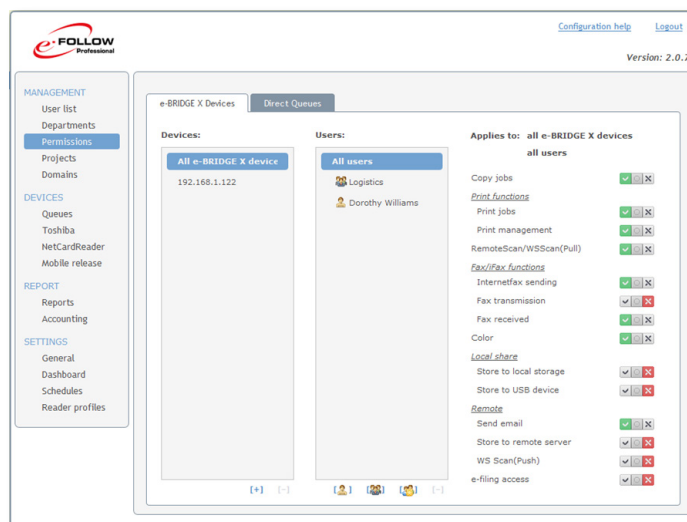 e-FOLLOW
Professional
Configuration help Logout
Version: 2.0.7
MANAGEMENT
User list
Departments
Permissions
Projects
Domains
DEVICES
Queues
Toshiba
NetCardReader
Mobile release
REPORT
Reports
Accounting
SETTINGS
General
Dashboard
Schedules
Reader profiles
e-BRIDGE X Devices Direct Queues
Devices:
All e-BRIDGE X device
192.168.1.122
[+] [-]
Users:
All users
Logistics
Dorothy Williams
[-]
Applies to: all e-BRIDGE X devices
all users
Copy jobs
Print functions
Print jobs
Print management
RemoteScan/WSScan(Pull)
Fax/iFax functions
Internetfax sending
Fax transmission
Fax received
Color
Local share
Store to local storage
Store to USB device
Remote
Send email
Store to remote server
WS Scan(Push)
e-filing access